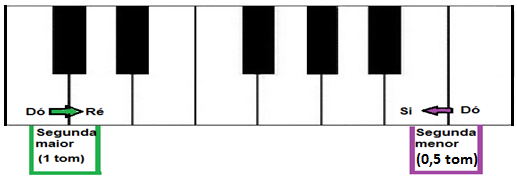 Dó Ré Si Dó
Segunda
maior
(1 tom)
Segunda
menor
(0,5 tom)